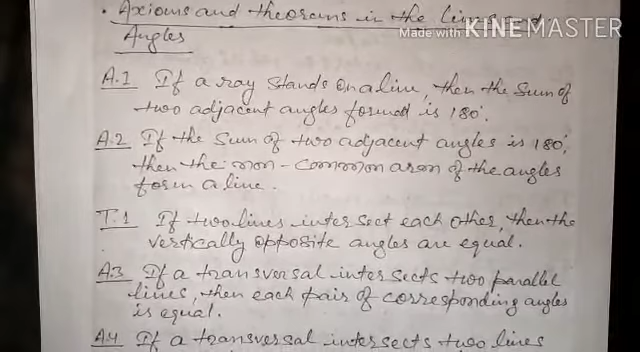 • Axioms and theorems in the lines and
Angles
Made with KINEMASTER
A.1 If a ray stands on a line, then the sum of
two adjacent angles formed is 180°.
A.2 If the sum of two adjacent angles is 180°,
then the non-common arm of the angles
form a line.
T.1 If two lines intersect each other, then the
vertically opposite angles are equal.
A.3 If a transversal intersects two parallel
lines, then each pair of corresponding angles
is equal.
A.4 If a transversal intersects two lines